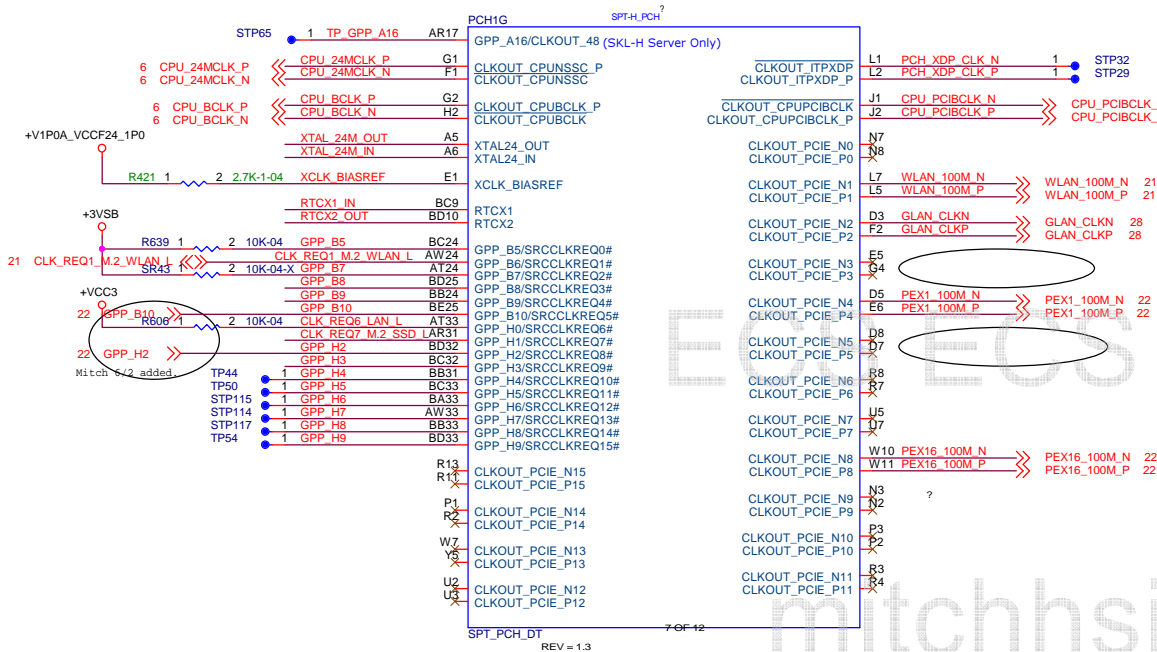 PCH1G
SPT-H_PCH
?
STP65 1 TP_GPP_A16 AR17 GPP_A16/CLKOUT_48 (SKL-H Server Only)
6 CPU_24MCLK_P G1 CLKOUT_CPUNSSC_P
6 CPU_24MCLK_N F1 CLKOUT_CPUNSSC
6 CPU_BCLK_P G2 CLKOUT_CPUBCLK_P
6 CPU_BCLK_N H2 CLKOUT_CPUBCLK
+V1P0A_VCCF24_1P0
XTAL_24M_OUT A5 XTAL24_OUT
XTAL_24M_IN A6 XTAL24_IN
R421 1 2 2.7K-1-04 XCLK_BIASREF E1 XCLK_BIASREF
RTCX1_IN BC9 RTCX1
RTCX2_OUT BD10 RTCX2
+3VSB
R639 1 2 10K-04 GPP_B5 BC24 GPP_B5/SRCCLKREQ0#
21 CLK_REQ1_M.2_WLAN_L CLK_REQ1_M.2_WLAN_L AW24 GPP_B6/SRCCLKREQ1#
SR43 1 2 10K-04-X GPP_B7 AT24 GPP_B7/SRCCLKREQ2#
GPP_B8 BD25 GPP_B8/SRCCLKREQ3#
+VCC3
GPP_B9 BB24 GPP_B9/SRCCLKREQ4#
22 GPP_B10 GPP_B10 BE25 GPP_B10/SRCCLKREQ5#
R606 1 2 10K-04 CLK_REQ6_LAN_L AT33 GPP_H0/SRCCLKREQ6#
CLK_REQ7_M.2_SSD_L AR31 GPP_H1/SRCCLKREQ7#
22 GPP_H2 GPP_H2 BD32 GPP_H2/SRCCLKREQ8#
GPP_H3 BC32 GPP_H3/SRCCLKREQ9#
Mitch 6/2 added.
TP44 1 GPP_H4 BB31 GPP_H4/SRCCLKREQ10#
TP50 1 GPP_H5 BC33 GPP_H5/SRCCLKREQ11#
STP115 1 GPP_H6 BA33 GPP_H6/SRCCLKREQ12#
STP114 1 GPP_H7 AW33 GPP_H7/SRCCLKREQ13#
STP117 1 GPP_H8 BB33 GPP_H8/SRCCLKREQ14#
TP54 1 GPP_H9 BD33 GPP_H9/SRCCLKREQ15#
R13 CLKOUT_PCIE_N15
R11 CLKOUT_PCIE_P15
P1 CLKOUT_PCIE_N14
R2 CLKOUT_PCIE_P14
W7 CLKOUT_PCIE_N13
Y5 CLKOUT_PCIE_P13
U2 CLKOUT_PCIE_N12
U3 CLKOUT_PCIE_P12
CLKOUT_ITPXDP L1 PCH_XDP_CLK_N 1 STP32
CLKOUT_ITPXDP_P L2 PCH_XDP_CLK_P 1 STP29
CLKOUT_CPUPCIBCLK J1 CPU_PCIBCLK_N CPU_PCIBCLK_
CLKOUT_CPUPCIBCLK_P J2 CPU_PCIBCLK_P CPU_PCIBCLK_
CLKOUT_PCIE_N0 N7
CLKOUT_PCIE_P0 N8
CLKOUT_PCIE_N1 L7 WLAN_100M_N WLAN_100M_N 21
CLKOUT_PCIE_P1 L5 WLAN_100M_P WLAN_100M_P 21
CLKOUT_PCIE_N2 D3 GLAN_CLKN GLAN_CLKN 28
CLKOUT_PCIE_P2 F2 GLAN_CLKP GLAN_CLKP 28
CLKOUT_PCIE_N3 E5
CLKOUT_PCIE_P3 G4
CLKOUT_PCIE_N4 D5 PEX1_100M_N PEX1_100M_N 22
CLKOUT_PCIE_P4 E6 PEX1_100M_P PEX1_100M_P 22
CLKOUT_PCIE_N5 D8
CLKOUT_PCIE_P5 D7
ECS ECS
CLKOUT_PCIE_N6 R8
CLKOUT_PCIE_P6 R7
CLKOUT_PCIE_N7 U5
CLKOUT_PCIE_P7 U7
CLKOUT_PCIE_N8 W10 PEX16_100M_N PEX16_100M_N 22
CLKOUT_PCIE_P8 W11 PEX16_100M_P PEX16_100M_P 22
CLKOUT_PCIE_N9 N3
CLKOUT_PCIE_P9 N2
?
CLKOUT_PCIE_N10 P3
CLKOUT_PCIE_P10 P2
CLKOUT_PCIE_N11 R3
CLKOUT_PCIE_P11 R4
mitchhsi
SPT_PCH_DT
7 OF 12
REV = 1.3